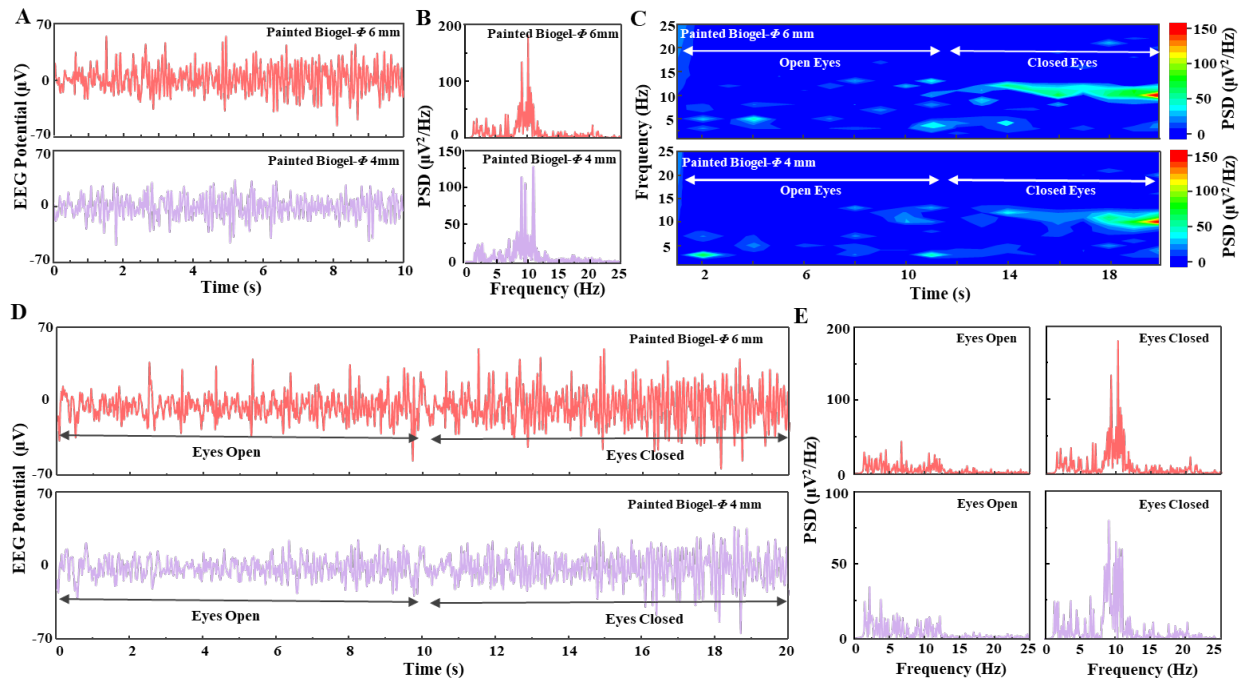 A
70
Painted Biogel-Φ 6 mm
0
-70
70
Painted Biogel-Φ 4mm
0
-70
0 2 4 6 8 10
Time (s)
EEG Potential (μV)
B
200
Painted Biogel-Φ 6mm
150
100
50
0
150
Painted Biogel-Φ 4 mm
100
50
0
0 5 10 15 20 25
Frequency (Hz)
PSD (μV²/Hz)
C
25
Painted Biogel-Φ 6 mm
20
Open Eyes Closed Eyes
15
10
5
25
Painted Biogel-Φ 4 mm
20
Open Eyes Closed Eyes
15
10
5
2 6 10 14 18
Time (s)
Frequency (Hz)
150
100
50
0
PSD (μV²/Hz)
150
100
50
0
PSD (μV²/Hz)
D
70
Painted Biogel-Φ 6 mm
0
Eyes Open Eyes Closed
-70
70
Painted Biogel-Φ 4 mm
0
Eyes Open Eyes Closed
-70
0 2 4 6 8 10 12 14 16 18 20
Time (s)
EEG Potential (μV)
E
200
Eyes Open Eyes Closed
150
100
50
0
100
Eyes Open Eyes Closed
50
0
0 5 10 15 20 25 0 5 10 15 20 25
Frequency (Hz) Frequency (Hz)
PSD (μV²/Hz)